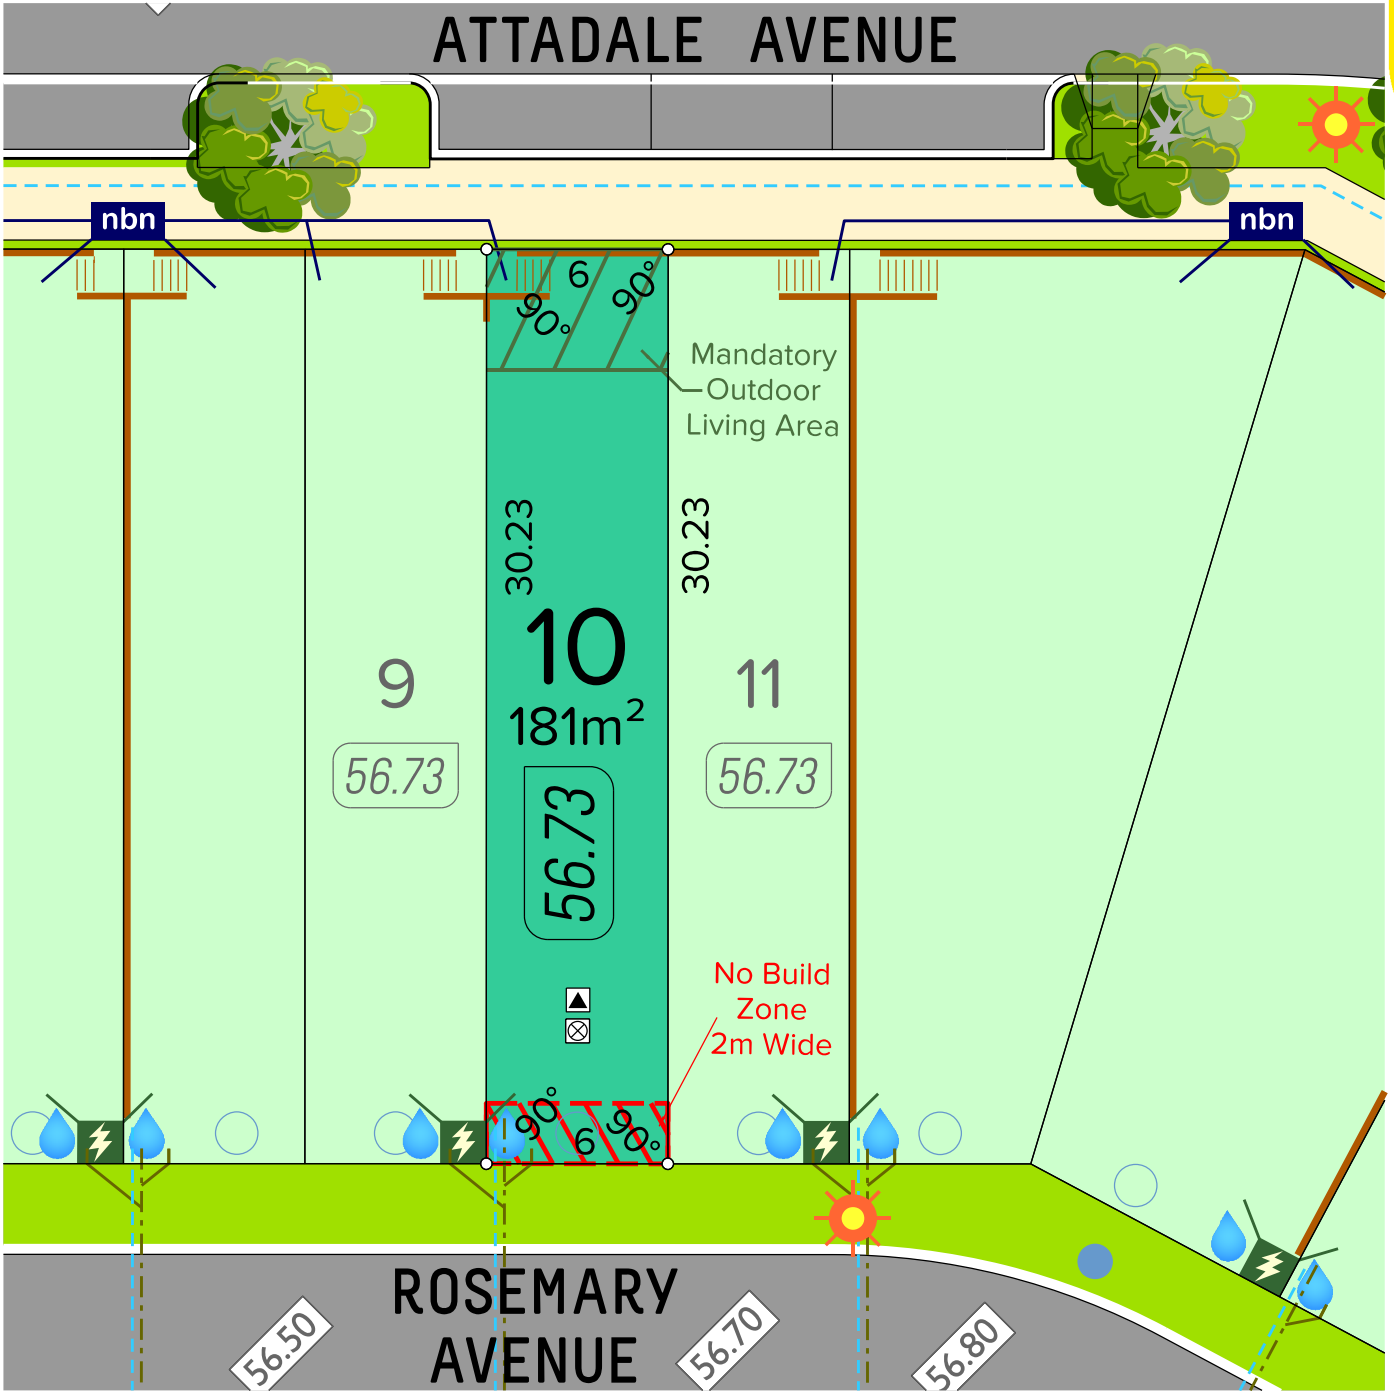 ATTADALE AVENUE
nbn
nbn
6
90°
90°
Mandatory
Outdoor
Living Area
30.23
30.23
9
10
11
181m²
56.73
56.73
56.73
No Build
Zone
2m Wide
90°
6
90°
ROSEMARY
AVENUE
56.50
56.70
56.80